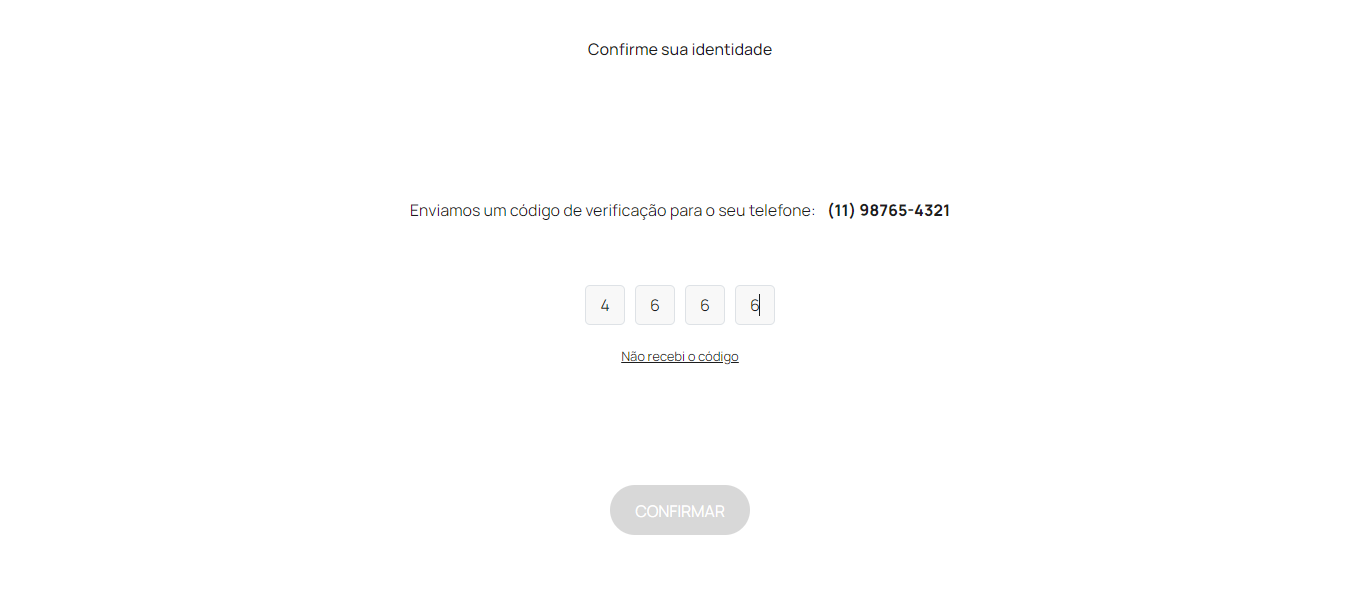 Confirme sua identidade
Enviamos um código de verificação para o seu telefone: (11) 98765-4321
4 6 6 6
Não recebi o código
CONFIRMAR